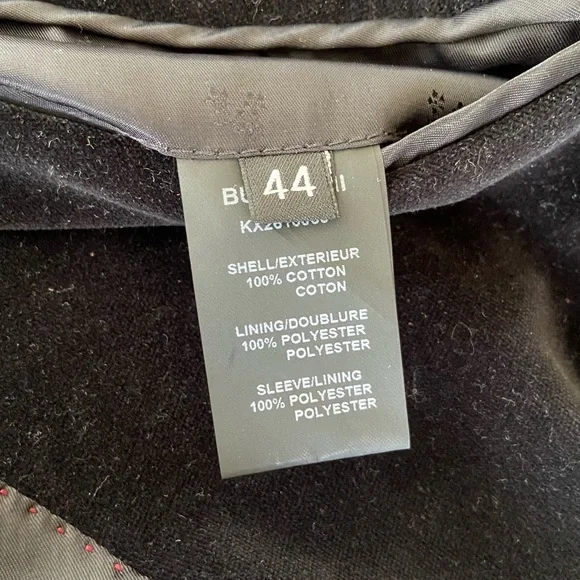 44
SHELL/EXTERIEUR
100% COTTON
COTON
LINING/DOUBLURE
100% POLYESTER
POLYESTER
SLEEVE/LINING
100% POLYESTER
POLYESTER